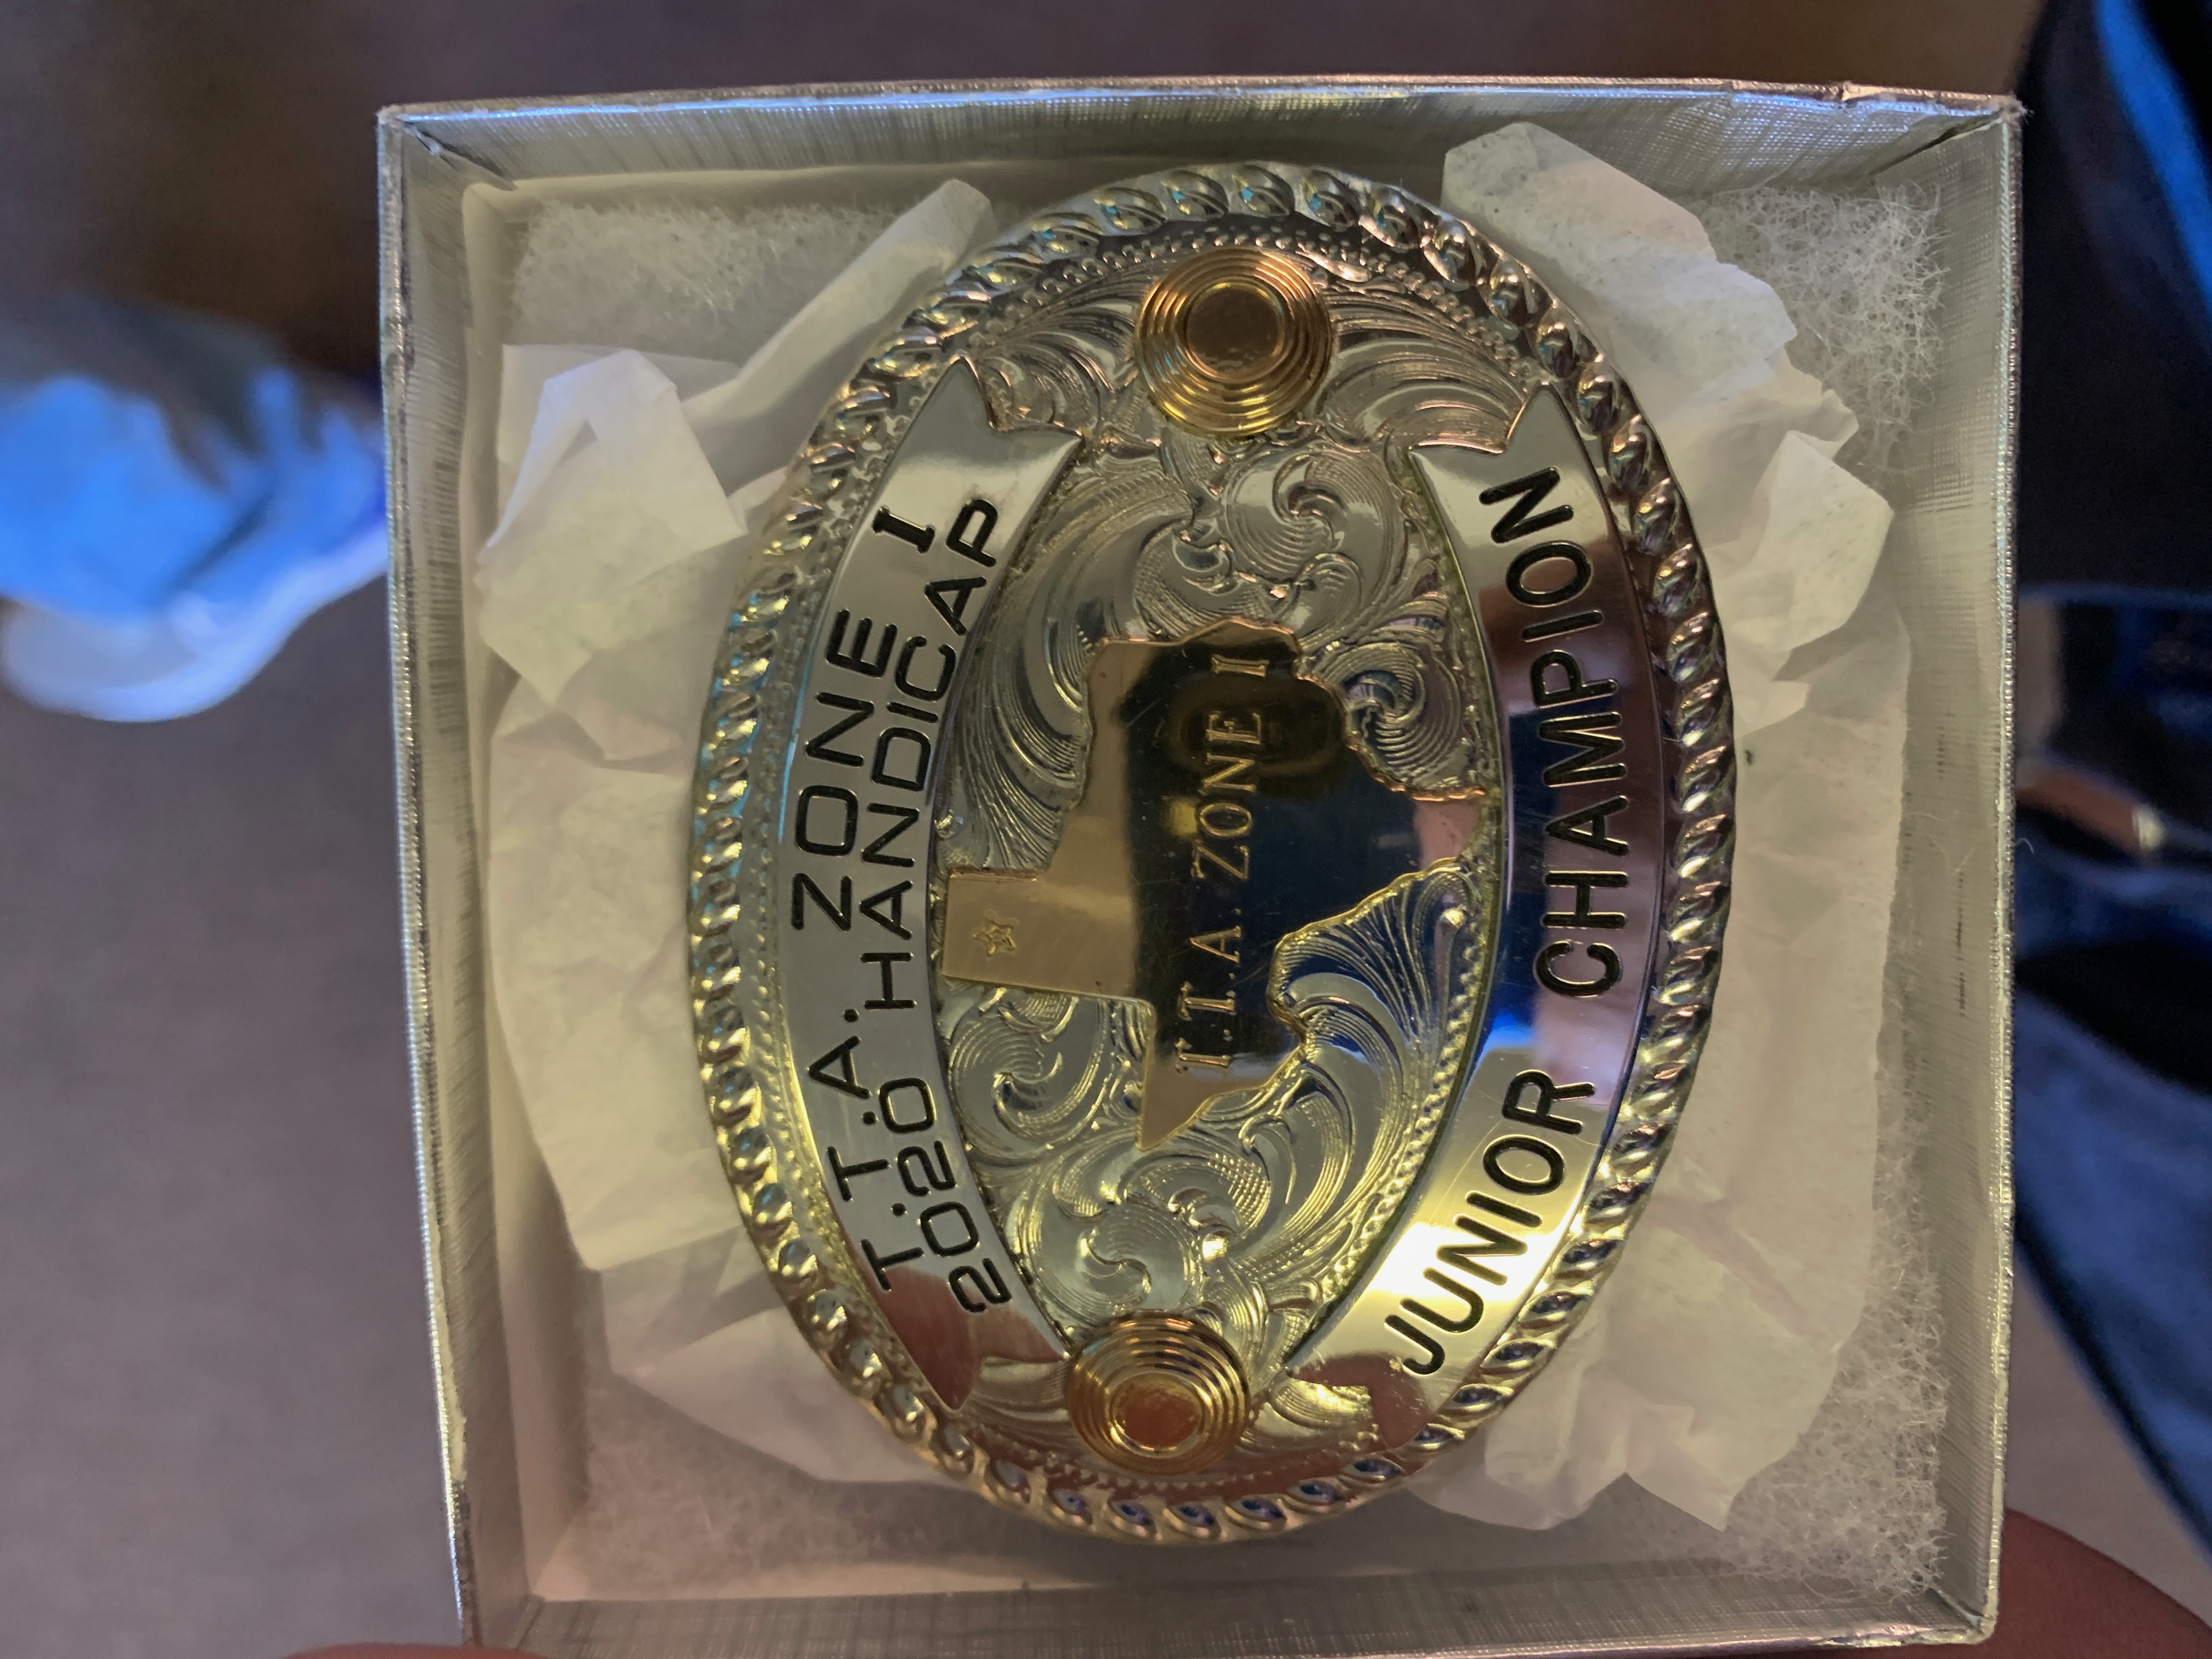 T.T.A. ZONE I
2020 HANDICAP
T.T.A. ZONE I
JUNIOR CHAMPION